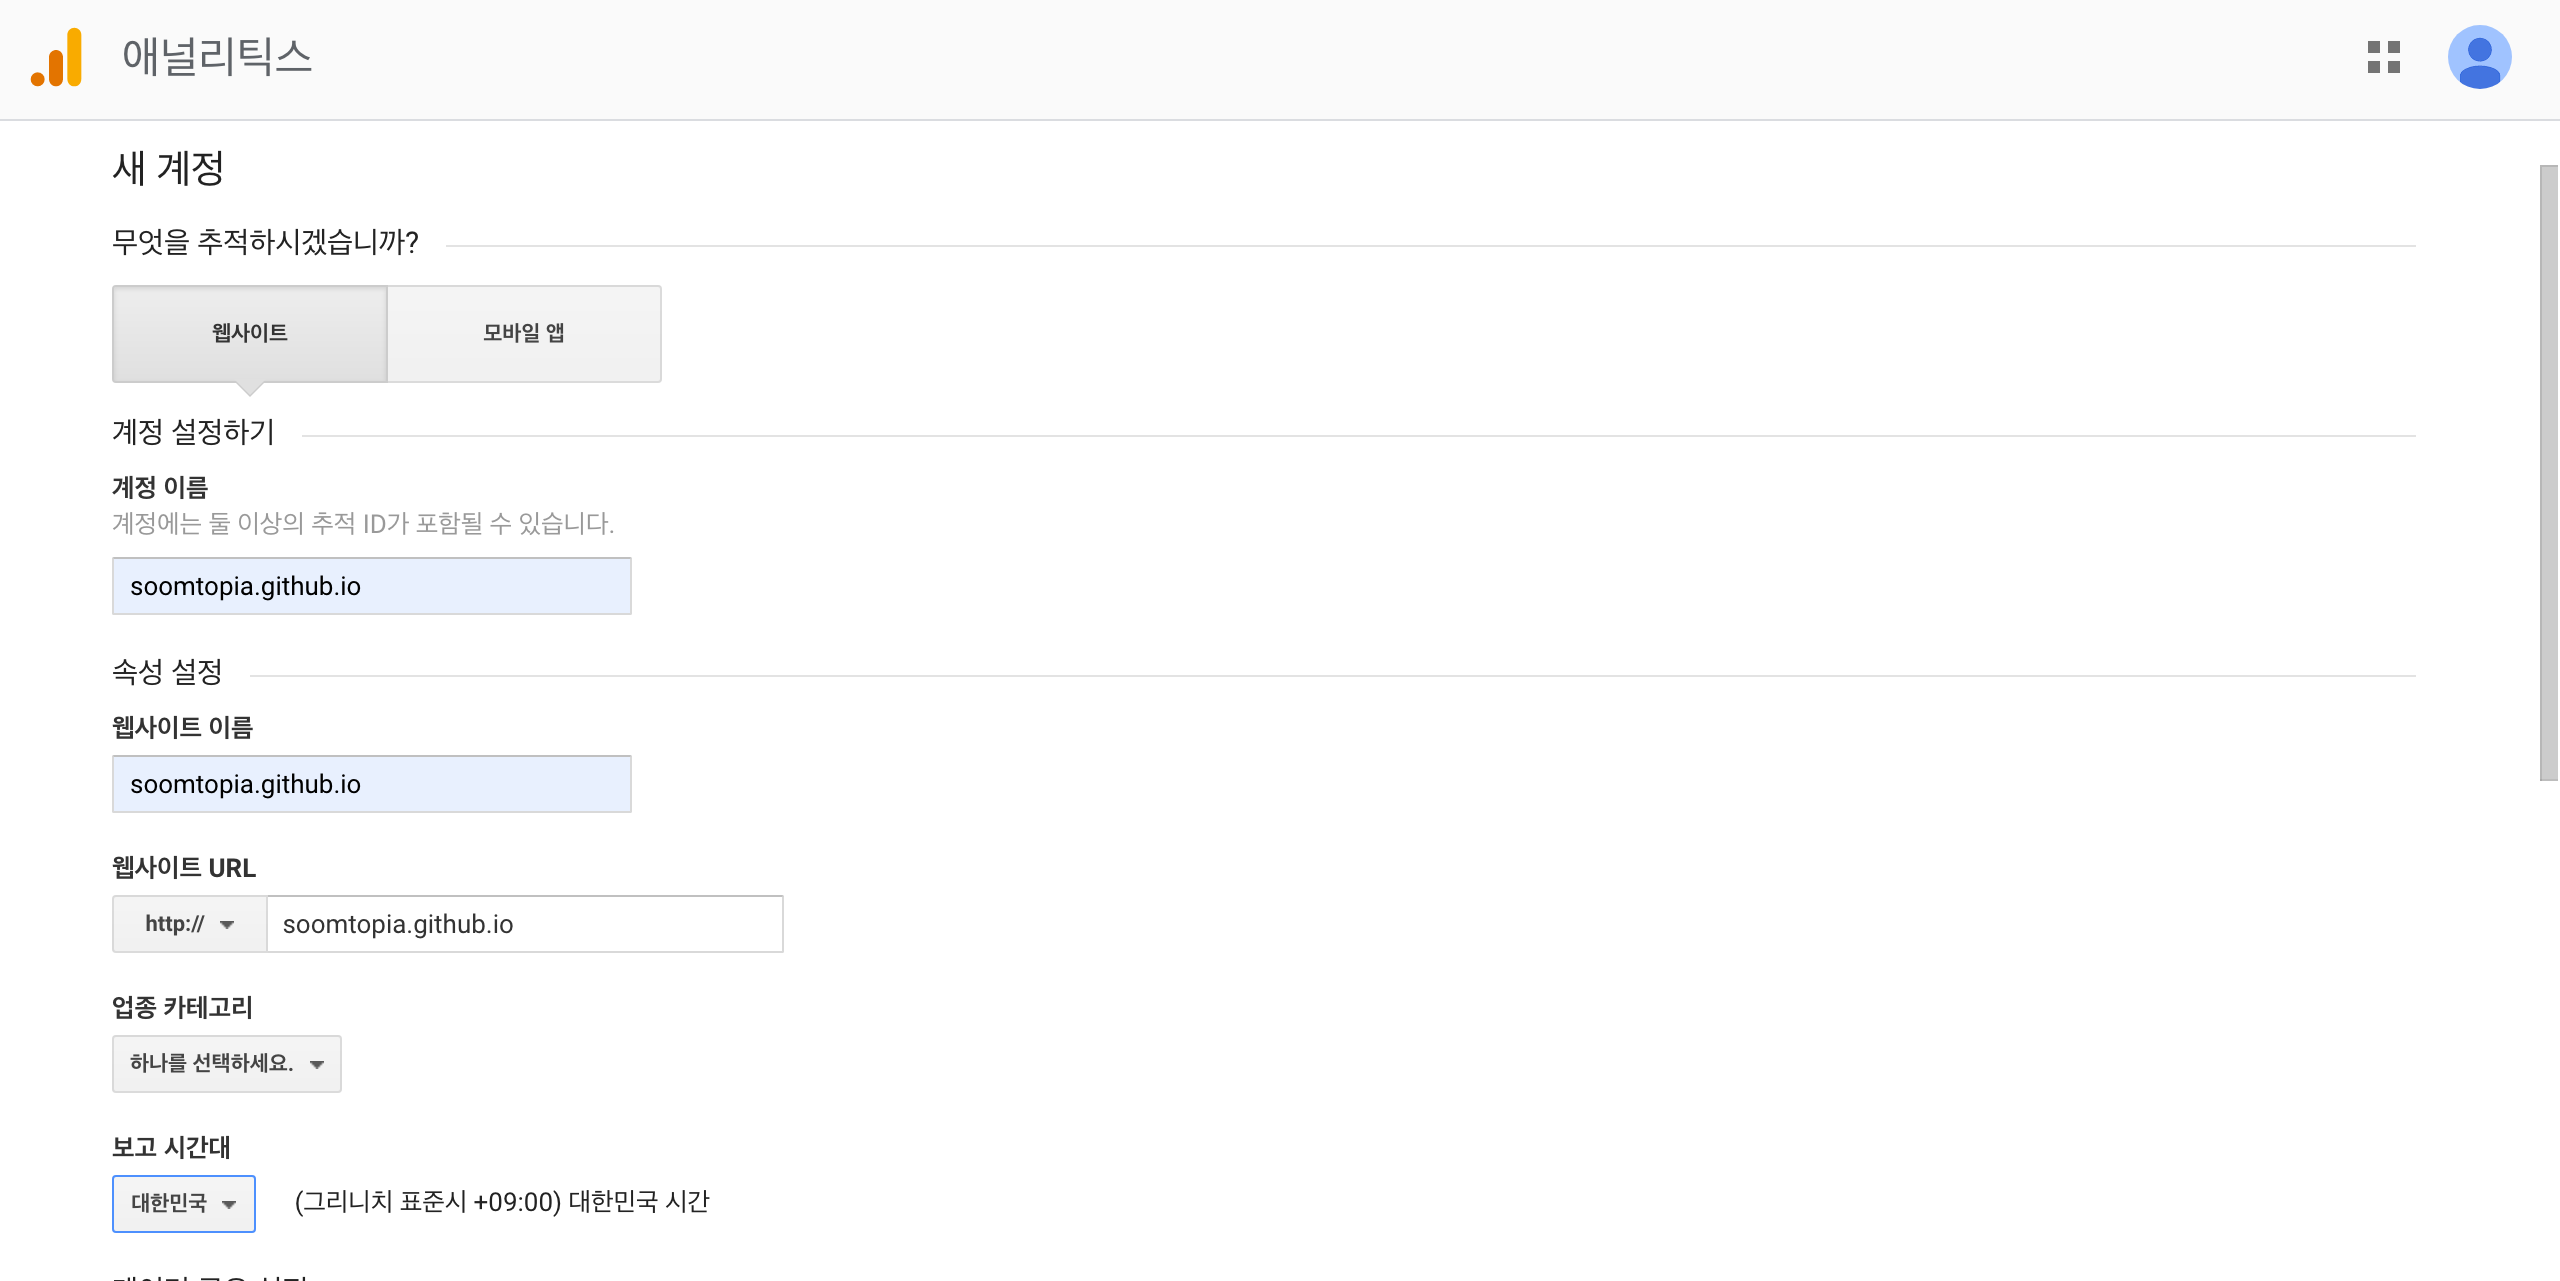 애널리틱스
새 계정
무엇을 추적하시겠습니까?
웹사이트
모바일 앱
계정 설정하기
계정 이름
계정에는 둘 이상의 추적 ID가 포함될 수 있습니다.
soomtopia.github.io
속성 설정
웹사이트 이름
soomtopia.github.io
웹사이트 URL
http://
soomtopia.github.io
업종 카테고리
하나를 선택하세요.
보고 시간대
대한민국
(그리니치 표준시 +09:00) 대한민국 시간